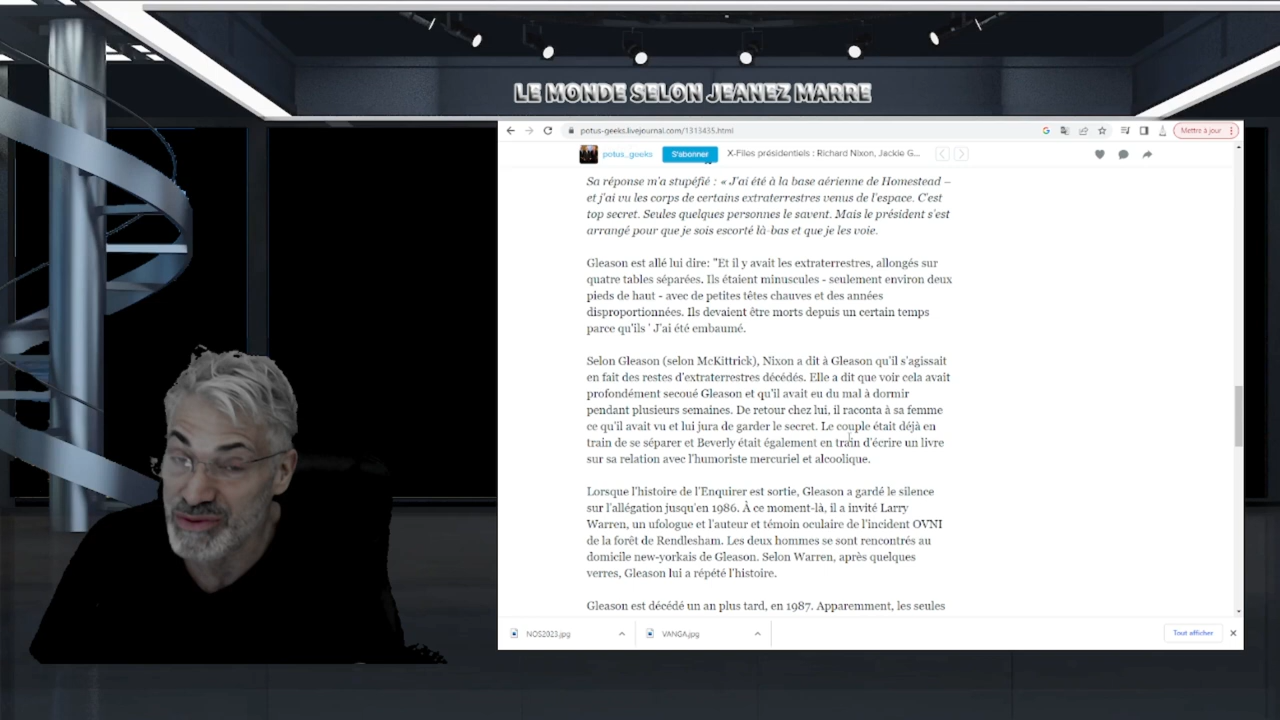 LE MONDE SELON JEANEZ MARRE
potus-geeks.livejournal.com/1313435.html
Mettre à jour
potus_geeks
S'abonner
X-Files présidentiels : Richard Nixon, Jackie G...
Sa réponse m'a stupéfié : « J'ai été à la base aérienne de Homestead –
et j'ai vu les corps de certains extraterrestres venus de l'espace. C'est
top secret. Seules quelques personnes le savent. Mais le président s'est
arrangé pour que je sois escorté là-bas et que je les voie.
Gleason est allé lui dire: "Et il y avait les extraterrestres, allongés sur
quatre tables séparées. Ils étaient minuscules - seulement environ deux
pieds de haut - avec de petites têtes chauves et des années
disproportionnées. Ils devaient être morts depuis un certain temps
parce qu'ils ' J'ai été embaumé.
Selon Gleason (selon McKittrick), Nixon a dit à Gleason qu'il s'agissait
en fait des restes d'extraterrestres décédés. Elle a dit que voir cela avait
profondément secoué Gleason et qu'il avait eu du mal à dormir
pendant plusieurs semaines. De retour chez lui, il raconta à sa femme
ce qu'il avait vu et lui jura de garder le secret. Le couple était déjà en
train de se séparer et Beverly était également en train d'écrire un livre
sur sa relation avec l'humoriste mercuriel et alcoolique.
Lorsque l'histoire de l'Enquirer est sortie, Gleason a gardé le silence
sur l'allégation jusqu'en 1986. À ce moment-là, il a invité Larry
Warren, un ufologue et l'auteur et témoin oculaire de l'incident OVNI
de la forêt de Rendlesham. Les deux hommes se sont rencontrés au
domicile new-yorkais de Gleason. Selon Warren, après quelques
verres, Gleason lui a répété l'histoire.
Gleason est décédé un an plus tard, en 1987. Apparemment, les seules
NOS2023.jpg
VANGA.jpg
Tout afficher